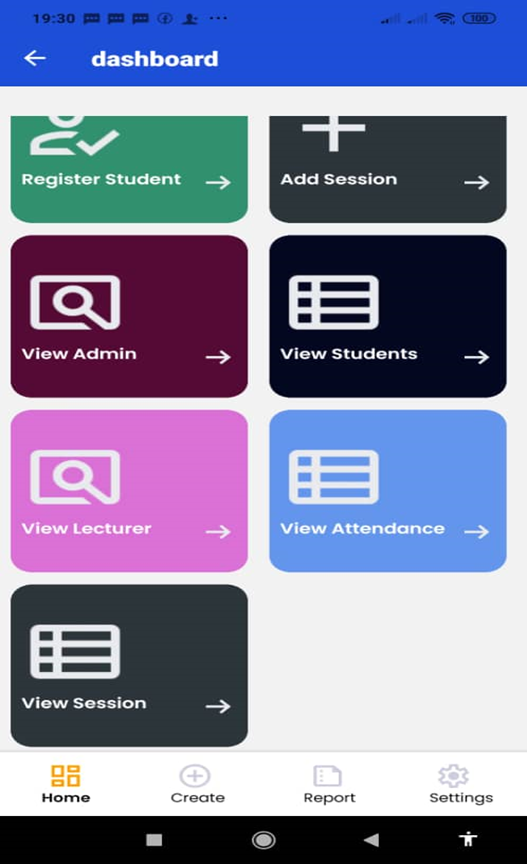 19:30 ... 100
dashboard
Register Student
Add Session
View Admin
View Students
View Lecturer
View Attendance
View Session
Home Create Report Settings